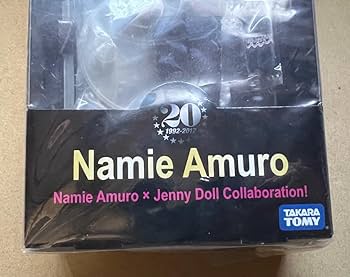 20
1992-2012
Namie Amuro
Namie Amuro × Jenny Doll Collaboration!
TAKARA
TOMY